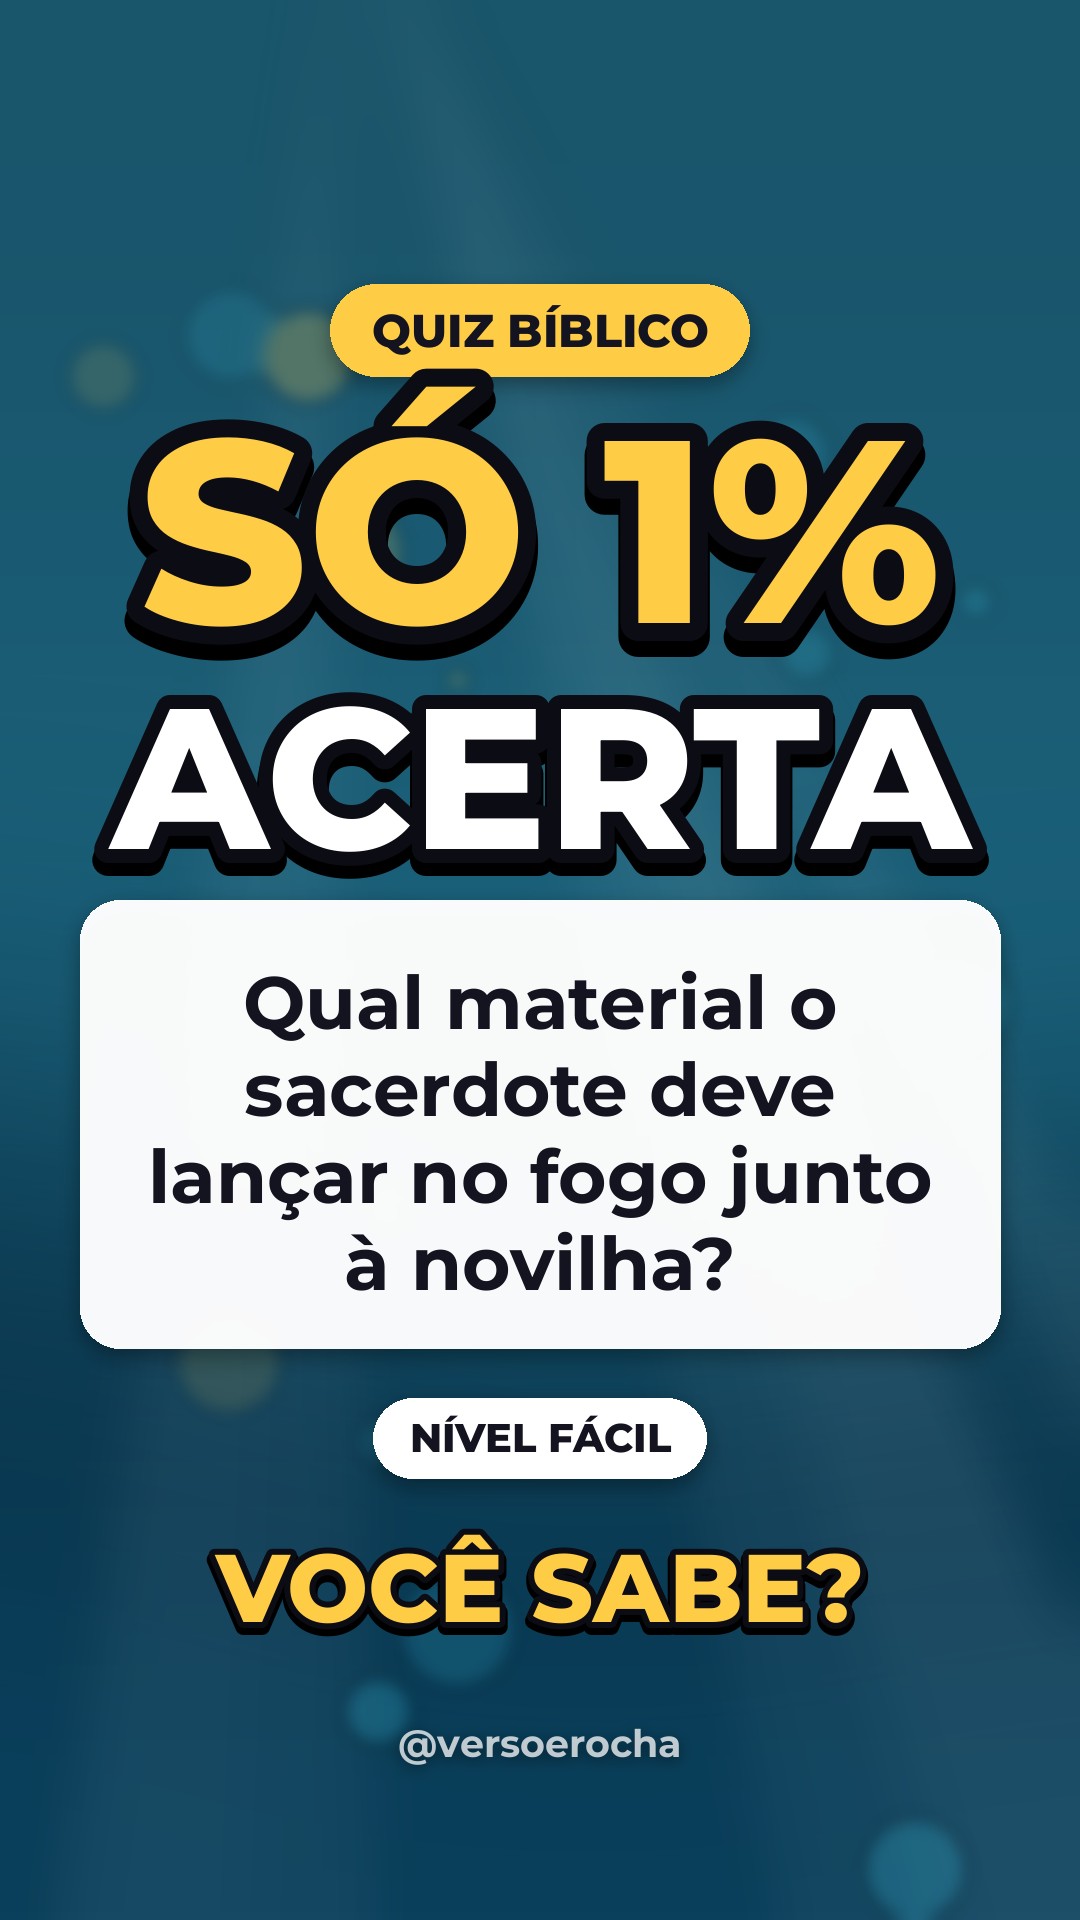 QUIZ BÍBLICO
SÓ 1%
ACERTA
Qual material o
sacerdote deve
lançar no fogo junto
à novilha?
NÍVEL FÁCIL
VOCÊ SABE?
@versoerocha